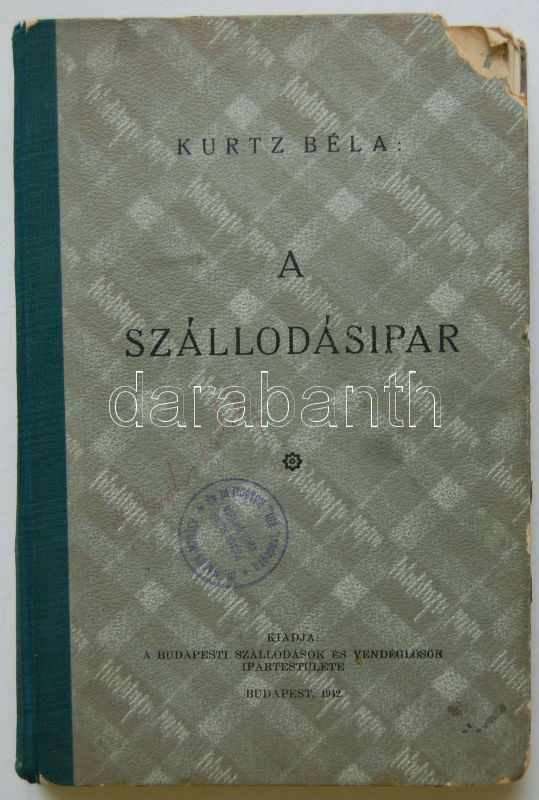 KURTZ BÉLA:
A
SZÁLLODÁSIPAR
darabanth
KIADJA:
A BUDAPESTI SZÁLLODÁSOK ÉS VENDÉGLŐSÖK
IPARTESTÜLETE
BUDAPEST, 1942.